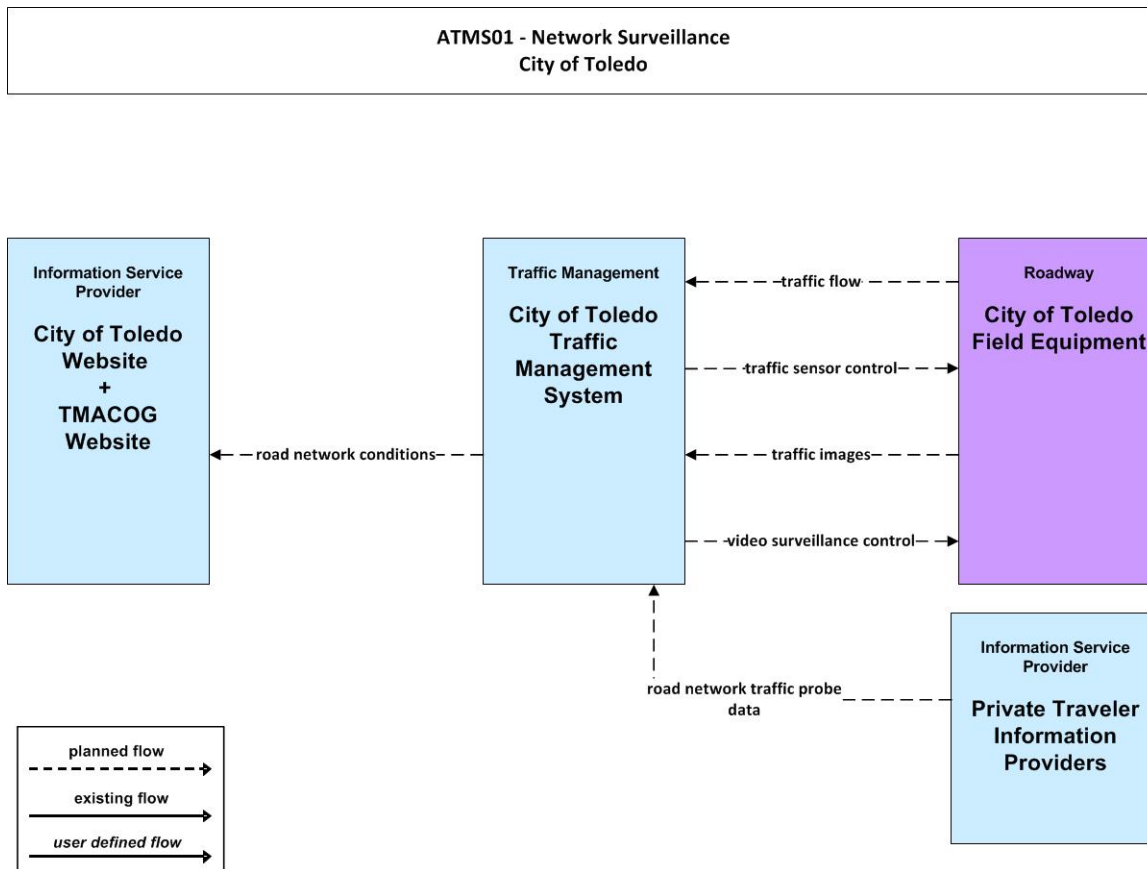 ATMS01 - Network Surveillance
City of Toledo
Information Service
Provider
City of Toledo
Website
+
TMACOG
Website
road network conditions
Traffic Management
City of Toledo
Traffic
Management
System
traffic flow
traffic sensor control
traffic images
video surveillance control
Roadway
City of Toledo
Field Equipment
road network traffic probe
data
Information Service
Provider
Private Traveler
Information
Providers
planned flow
existing flow
user defined flow